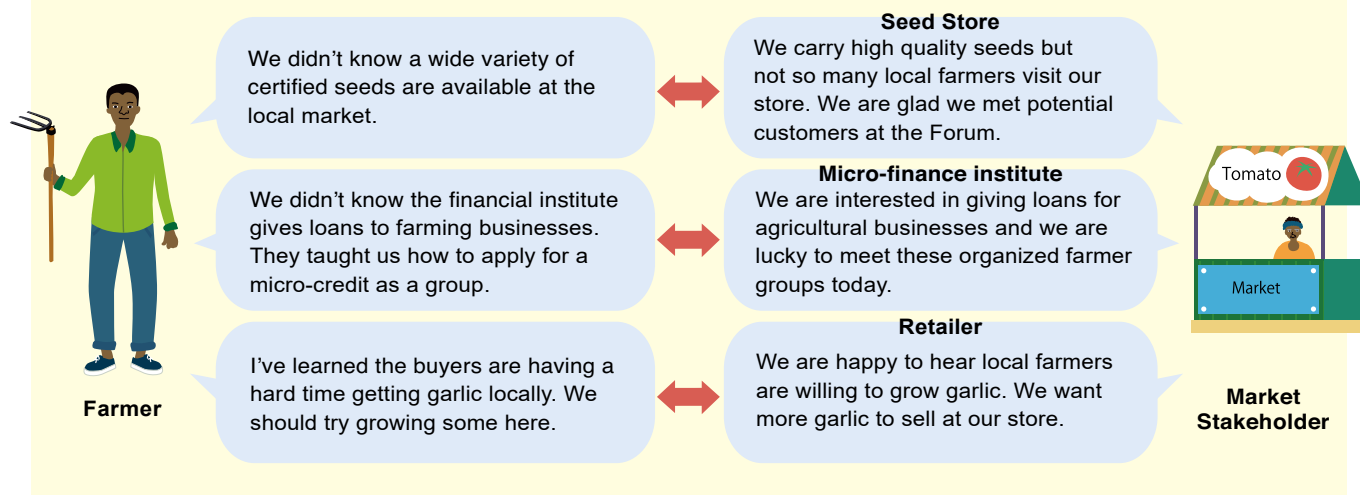 We didn’t know a wide variety of
certified seeds are available at the
local market.
Seed Store
We carry high quality seeds but
not so many local farmers visit our
store. We are glad we met potential
customers at the Forum.
We didn’t know the financial institute
gives loans to farming businesses.
They taught us how to apply for a
micro-credit as a group.
Micro-finance institute
We are interested in giving loans for
agricultural businesses and we are
lucky to meet these organized farmer
groups today.
I’ve learned the buyers are having a
hard time getting garlic locally. We
should try growing some here.
Retailer
We are happy to hear local farmers
are willing to grow garlic. We want
more garlic to sell at our store.
Farmer
Tomato
Market
Market
Stakeholder